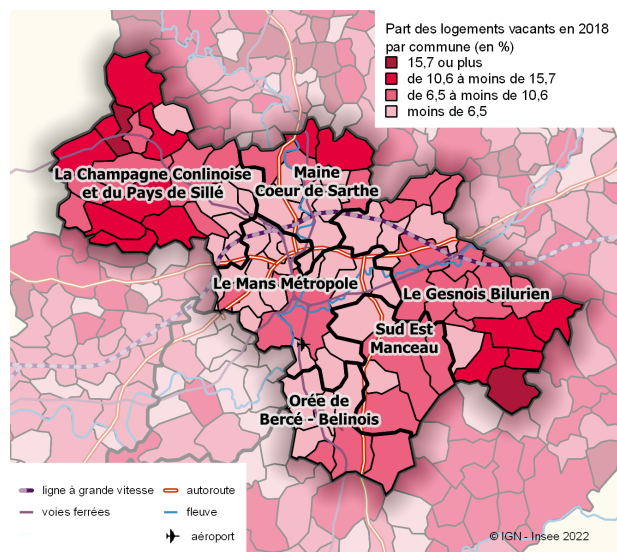 Part des logements vacants en 2018
par commune (en %)
15,7 ou plus
de 10,6 à moins de 15,7
de 6,5 à moins de 10,6
moins de 6,5
La Champagne Conlinoise
et du Pays de Sillé
Maine
Coeur de Sarthe
Le Mans Métropole
Le Gesnois Bilurien
Sud Est
Manceau
Orée de
Bercé - Belinois
ligne à grande vitesse
autoroute
voies ferrées
fleuve
aéroport
© IGN - Insee 2022